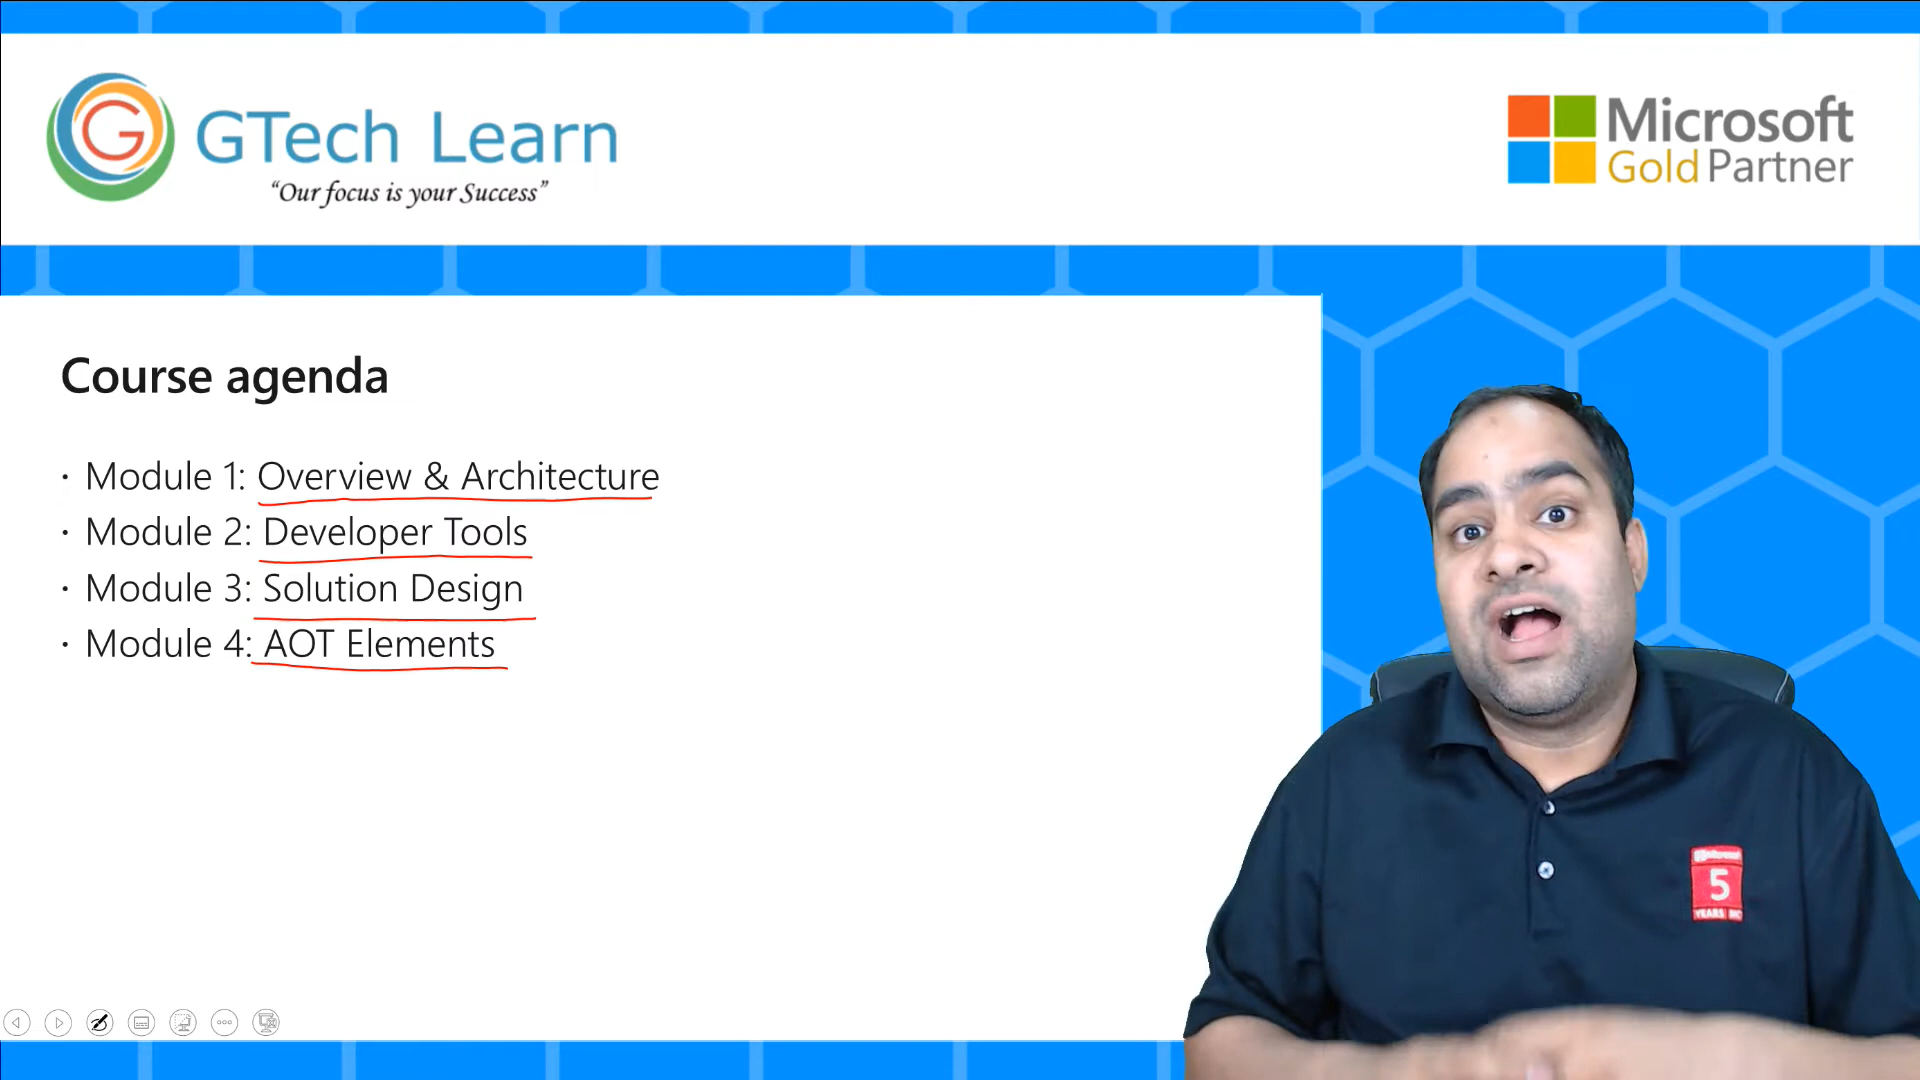 G
GTech Learn
"Our focus is your Success"
Microsoft
Gold Partner
Course agenda
· Module 1: Overview & Architecture
· Module 2: Developer Tools
· Module 3: Solution Design
· Module 4: AOT Elements
5
YEARS